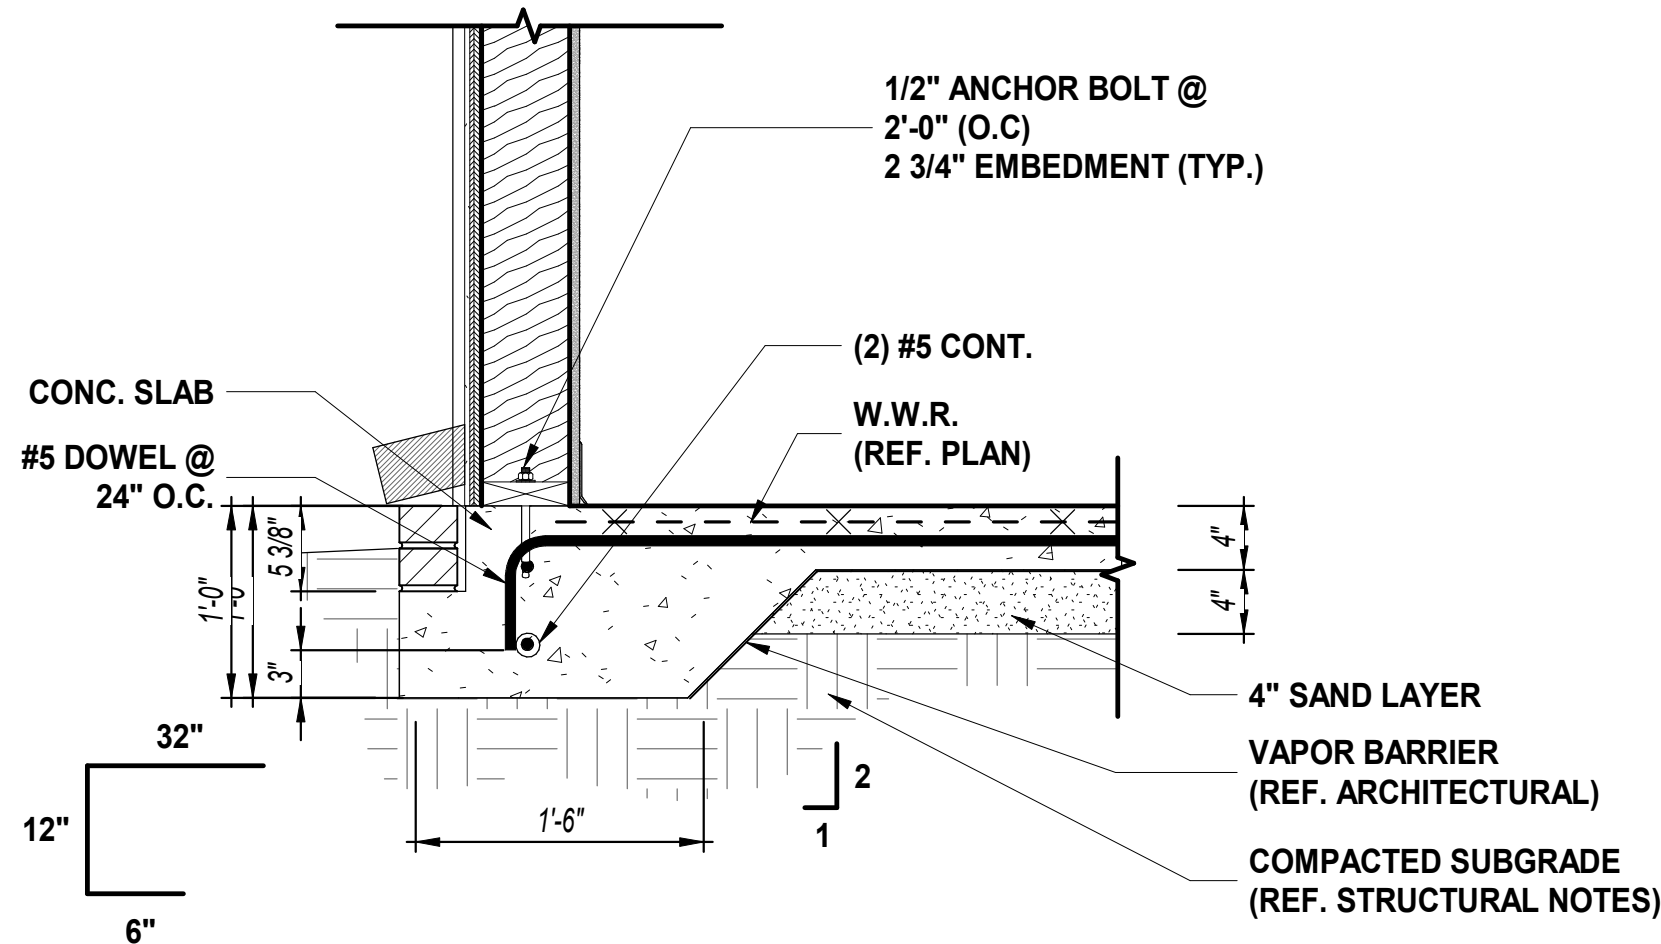 1/2" ANCHOR BOLT @
2'-0" (O.C)
2 3/4" EMBEDMENT (TYP.)
(2) #5 CONT.
CONC. SLAB
W.W.R.
(REF. PLAN)
#5 DOWEL @
24" O.C.
5 3/8"
1'-0"
1'-0"
3"
4"
4"
4" SAND LAYER
VAPOR BARRIER
(REF. ARCHITECTURAL)
COMPACTED SUBGRADE
(REF. STRUCTURAL NOTES)
2
1
1'-6"
32"
12"
6"